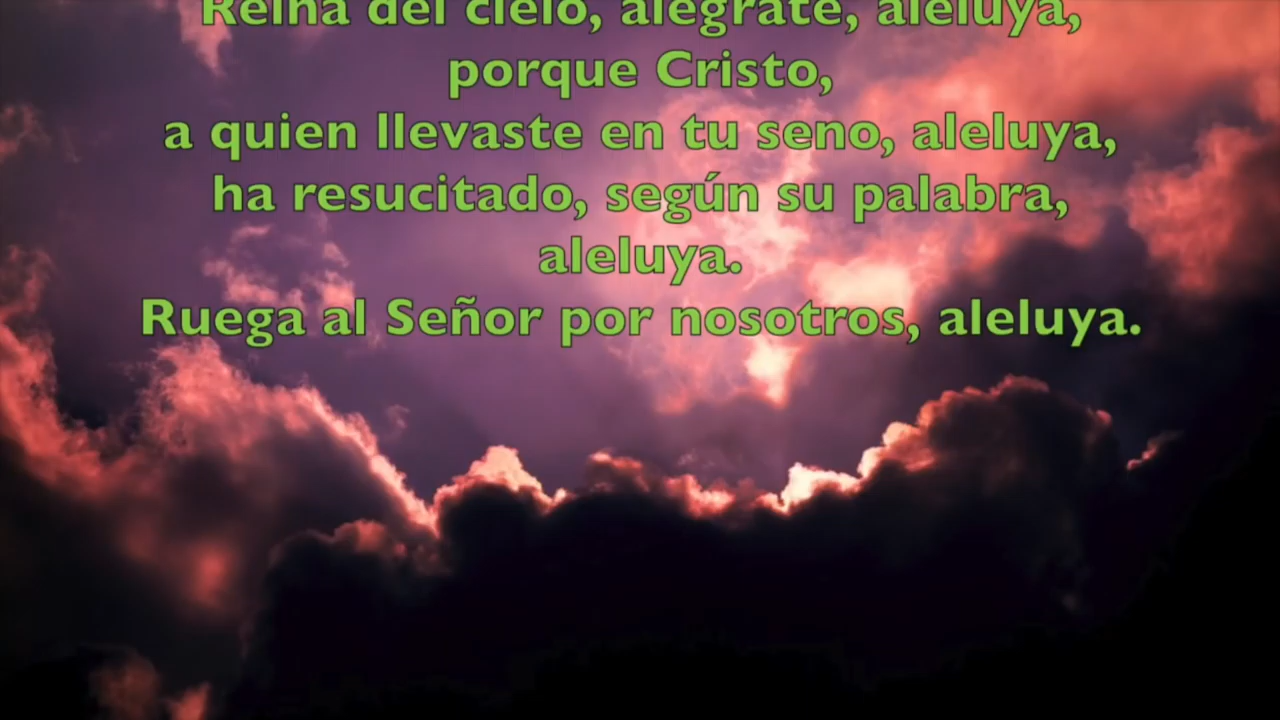 Reina del cielo, alégrate, aleluya,
porque Cristo,
a quien llevaste en tu seno, aleluya,
ha resucitado, según su palabra,
aleluya.
Ruega al Señor por nosotros, aleluya.